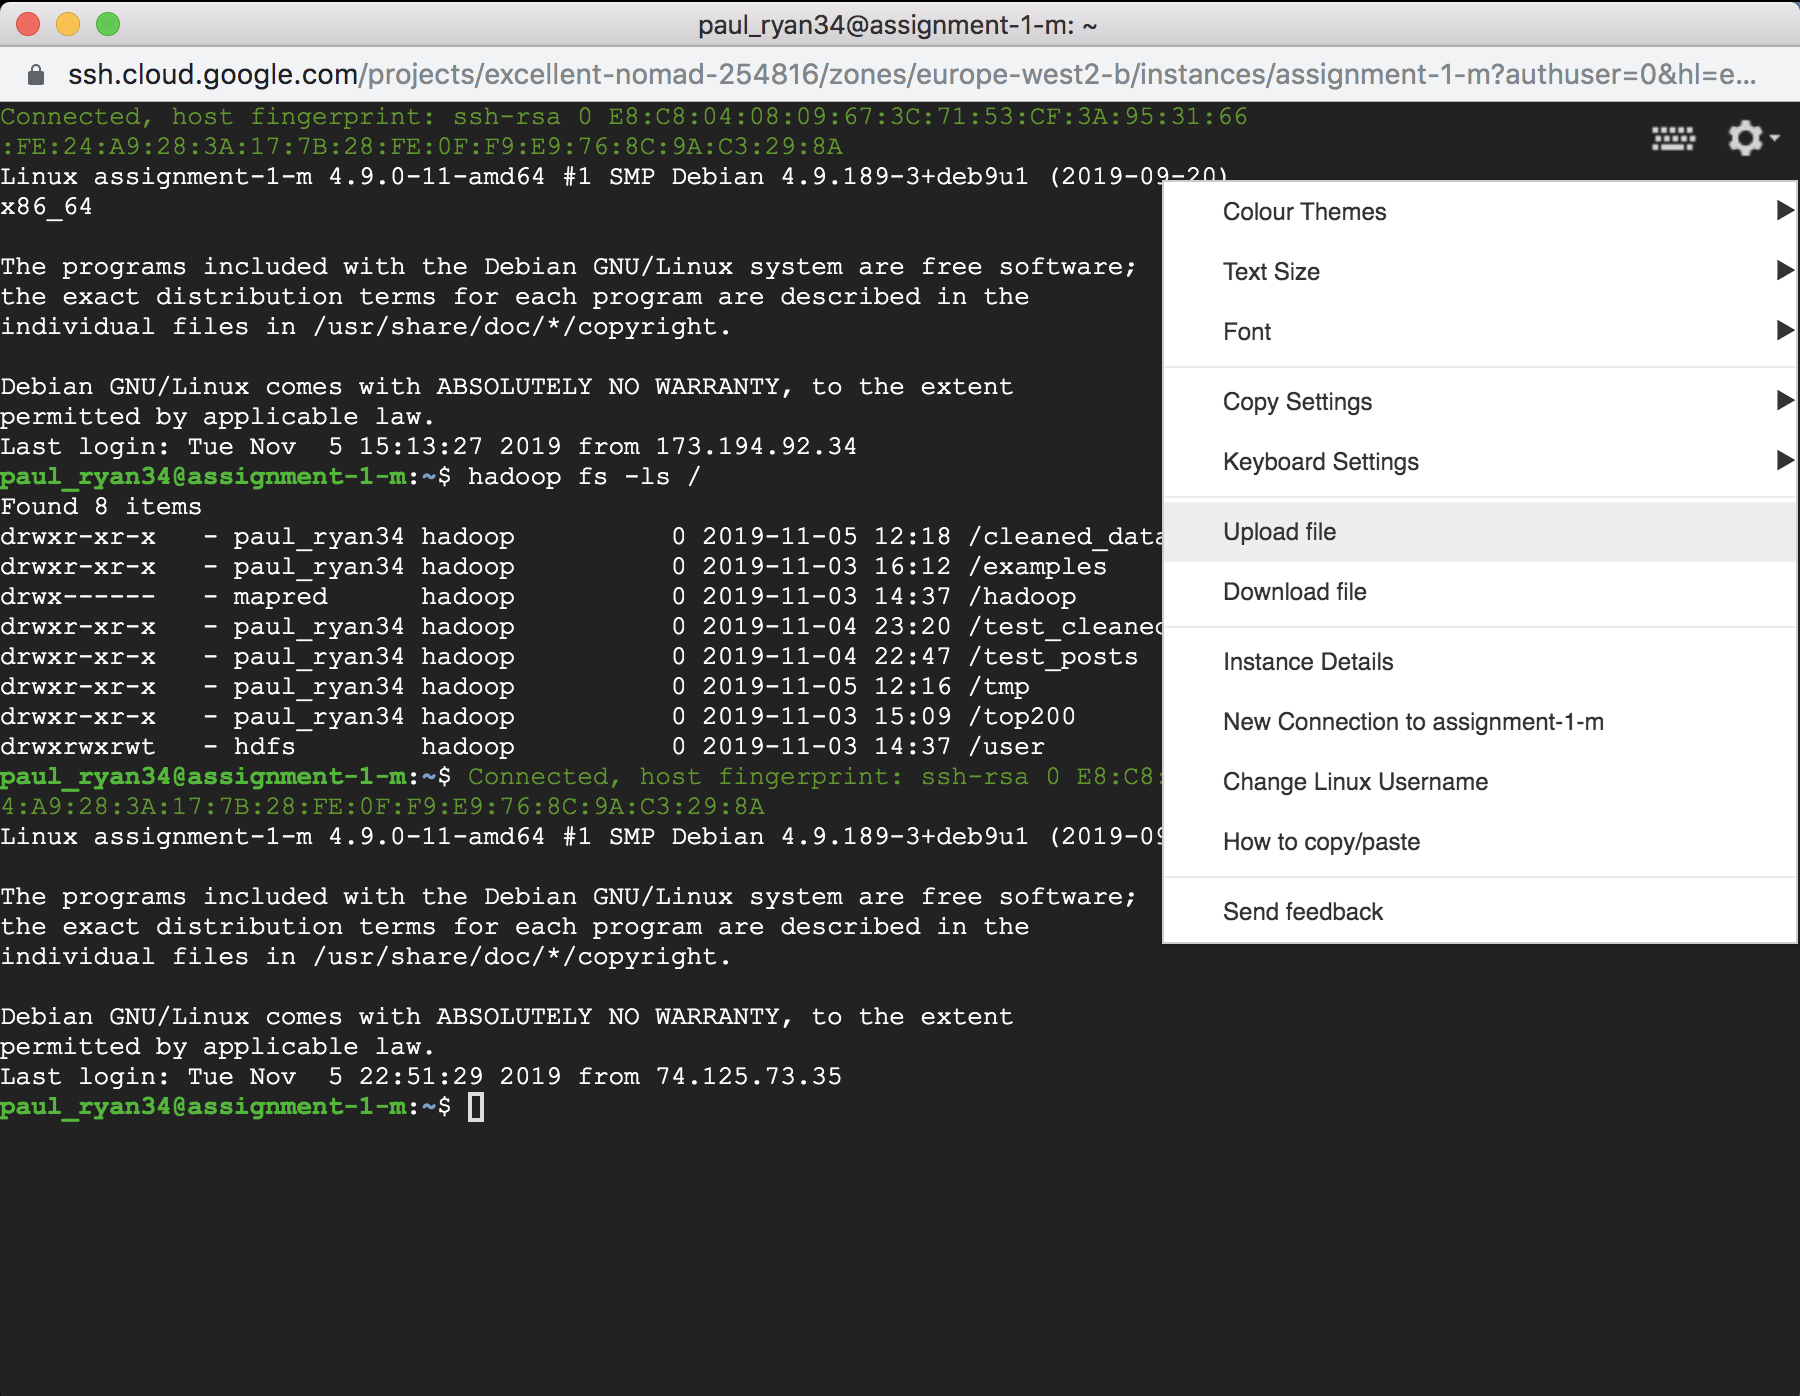 paul_ryan34@assignment-1-m: ~
ssh.cloud.google.com/projects/excellent-nomad-254816/zones/europe-west2-b/instances/assignment-1-m?authuser=0&hl=e...
Connected, host fingerprint: ssh-rsa 0 E8:C8:04:08:09:67:3C:71:53:CF:3A:95:31:66
:FE:24:A9:28:3A:17:7B:28:FE:0F:F9:E9:76:8C:9A:C3:29:8A
Linux assignment-1-m 4.9.0-11-amd64 #1 SMP Debian 4.9.189-3+deb9u1 (2019-09-20)
x86_64
The programs included with the Debian GNU/Linux system are free software;
the exact distribution terms for each program are described in the
individual files in /usr/share/doc/*/copyright.
Debian GNU/Linux comes with ABSOLUTELY NO WARRANTY, to the extent
permitted by applicable law.
Last login: Tue Nov  5 15:13:27 2019 from 173.194.92.34
paul_ryan34@assignment-1-m:~$ hadoop fs -ls /
Found 8 items
drwxr-xr-x   - paul_ryan34 hadoop          0 2019-11-05 12:18 /cleaned_data
drwxr-xr-x   - paul_ryan34 hadoop          0 2019-11-03 16:12 /examples
drwx------   - mapred      hadoop          0 2019-11-03 14:37 /hadoop
drwxr-xr-x   - paul_ryan34 hadoop          0 2019-11-04 23:20 /test_cleaned
drwxr-xr-x   - paul_ryan34 hadoop          0 2019-11-04 22:47 /test_posts
drwxr-xr-x   - paul_ryan34 hadoop          0 2019-11-05 12:16 /tmp
drwxr-xr-x   - paul_ryan34 hadoop          0 2019-11-03 15:09 /top200
drwxrwxrwt   - hdfs        hadoop          0 2019-11-03 14:37 /user
paul_ryan34@assignment-1-m:~$ Connected, host fingerprint: ssh-rsa 0 E8:C8:
4:A9:28:3A:17:7B:28:FE:0F:F9:E9:76:8C:9A:C3:29:8A
Linux assignment-1-m 4.9.0-11-amd64 #1 SMP Debian 4.9.189-3+deb9u1 (2019-09
The programs included with the Debian GNU/Linux system are free software;
the exact distribution terms for each program are described in the
individual files in /usr/share/doc/*/copyright.
Debian GNU/Linux comes with ABSOLUTELY NO WARRANTY, to the extent
permitted by applicable law.
Last login: Tue Nov  5 22:51:29 2019 from 74.125.73.35
paul_ryan34@assignment-1-m:~$
Colour Themes
Text Size
Font
Copy Settings
Keyboard Settings
Upload file
Download file
Instance Details
New Connection to assignment-1-m
Change Linux Username
How to copy/paste
Send feedback